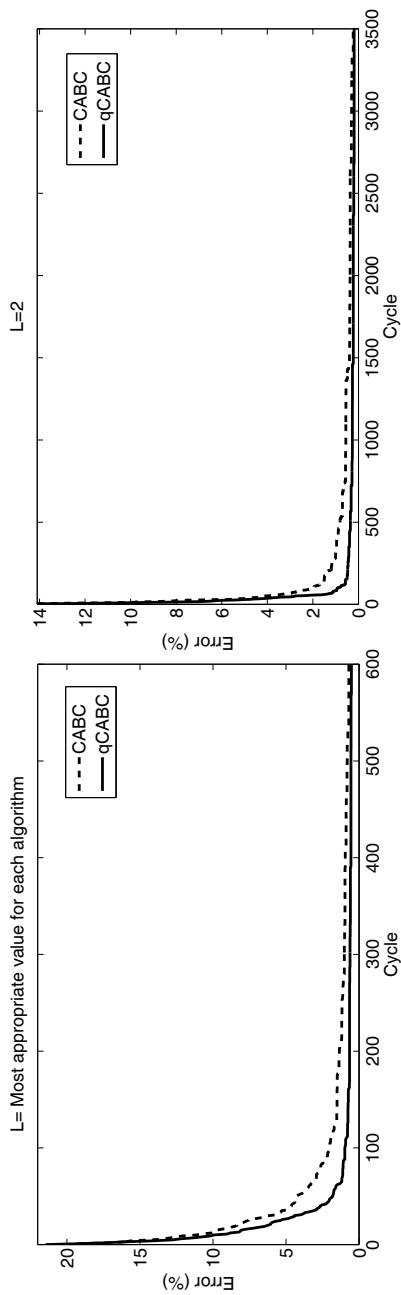 L= Most appropriate value for each algorithm
CABC
qCABC
Error (%)
20
15
10
5
0
0 100 200 300 400 500 600
Cycle
L=2
CABC
qCABC
Error (%)
14
12
10
8
6
4
2
0
0 500 1000 1500 2000 2500 3000 3500
Cycle